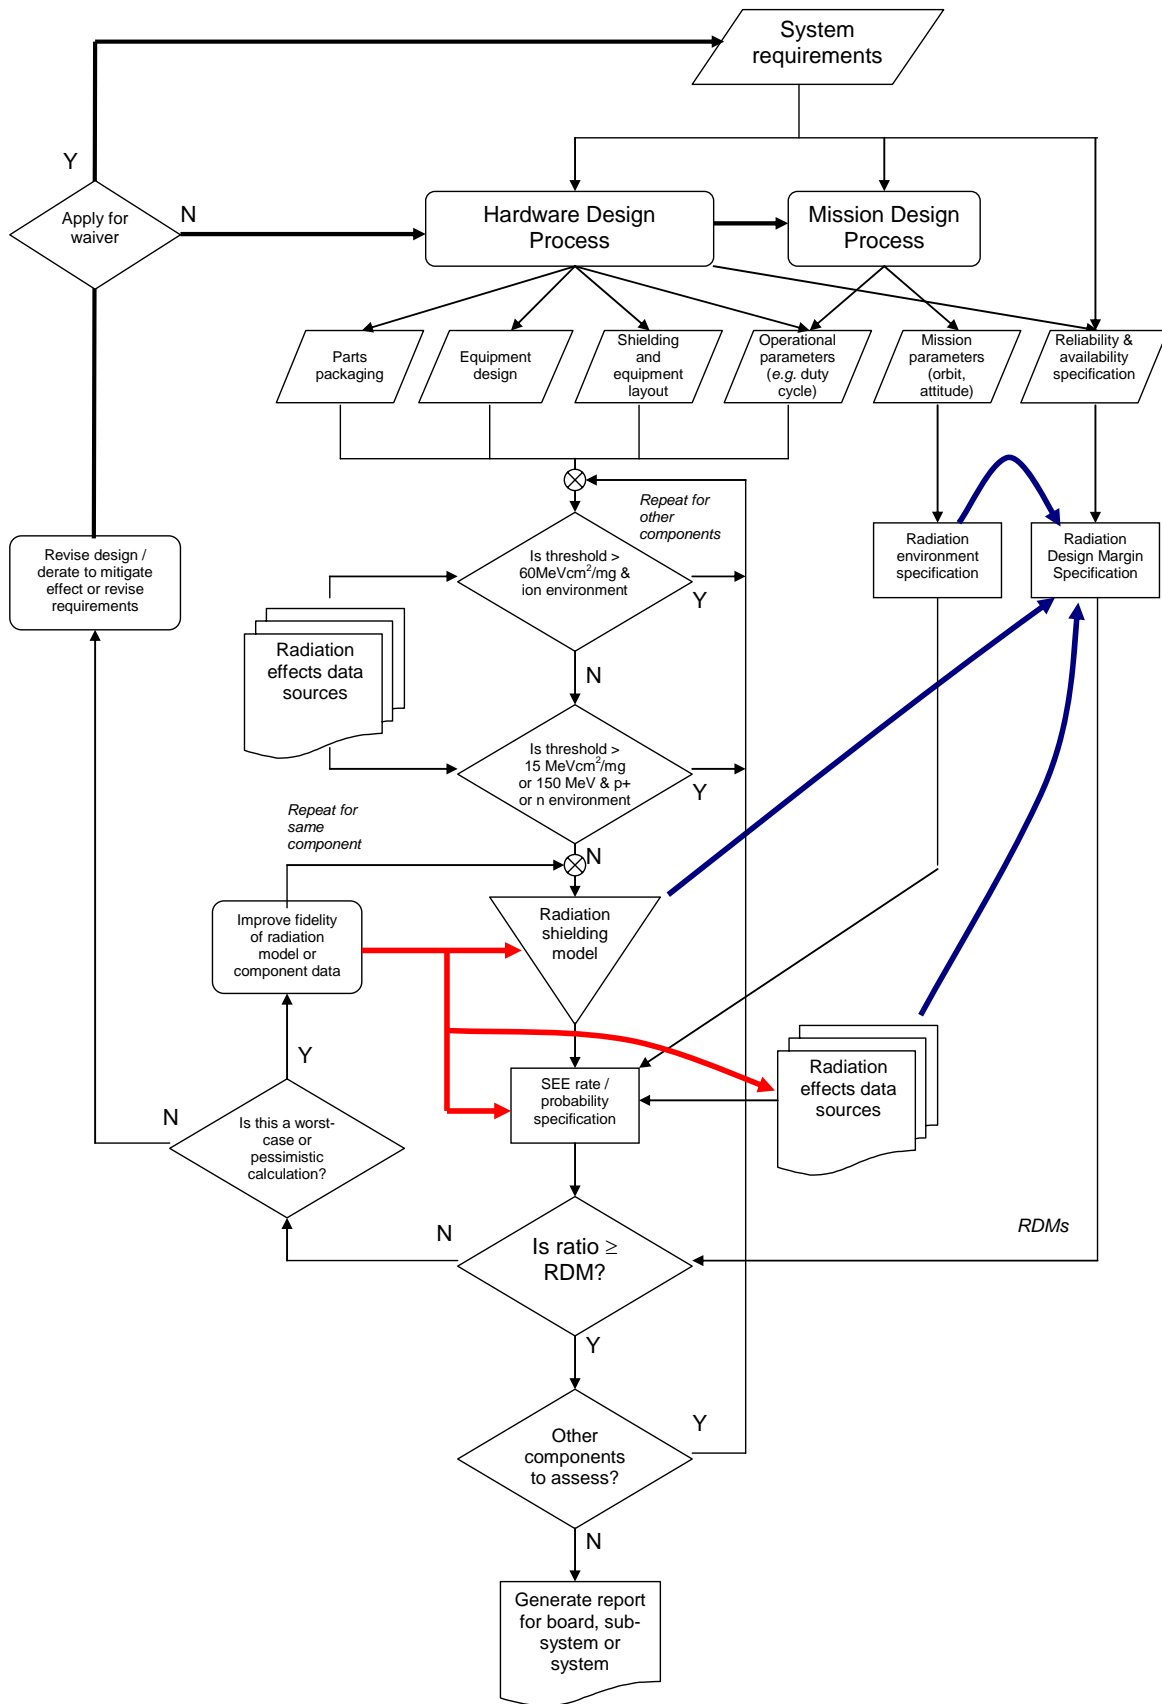 System
requirements
Y
Apply for
waiver
N
Hardware Design
Process
Mission Design
Process
Parts
packaging
Equipment
design
Shielding
and
equipment
layout
Operational
parameters
(e.g. duty
cycle)
Mission
parameters
(orbit,
attitude)
Reliability &
availability
specification
Repeat for
other
components
Revise design /
derate to mitigate
effect or revise
requirements
Is threshold >
60MeVcm²/mg &
ion environment
Y
Radiation
environment
specification
Radiation
Design Margin
Specification
Radiation
effects data
sources
N
Is threshold >
15 MeVcm²/mg
or 150 MeV & p+
or n environment
Y
Repeat for
same
component
N
Improve fidelity
of radiation
model or
component data
Radiation
shielding
model
Y
SEE rate /
probability
specification
Radiation
effects data
sources
N
Is this a worst-
case or
pessimistic
calculation?
N
Is ratio ≥
RDM?
RDMs
Y
Other
components
to assess?
Y
N
Generate report
for board, sub-
system or
system